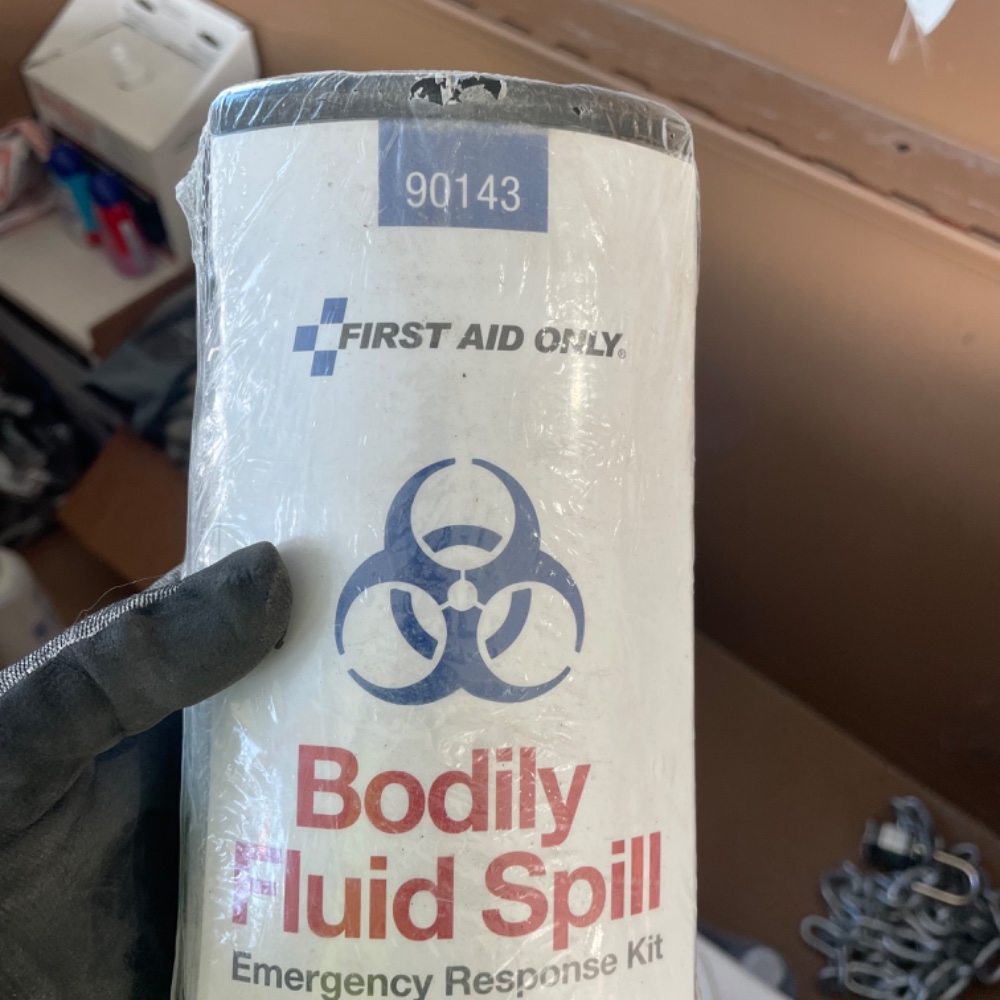 90143
FIRST AID ONLY®
Bodily
Fluid Spill
Emergency Response Kit